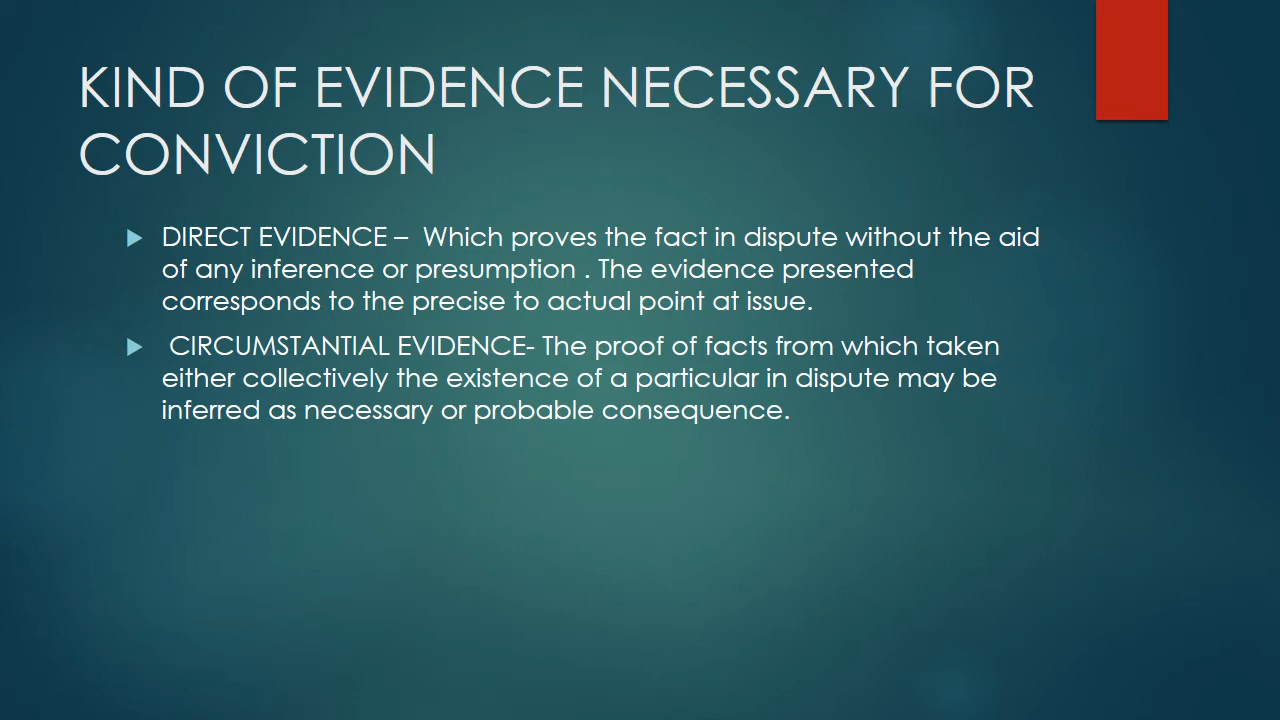 KIND OF EVIDENCE NECESSARY FOR
CONVICTION
DIRECT EVIDENCE – Which proves the fact in dispute without the aid
of any inference or presumption . The evidence presented
corresponds to the precise to actual point at issue.
CIRCUMSTANTIAL EVIDENCE- The proof of facts from which taken
either collectively the existence of a particular in dispute may be
inferred as necessary or probable consequence.